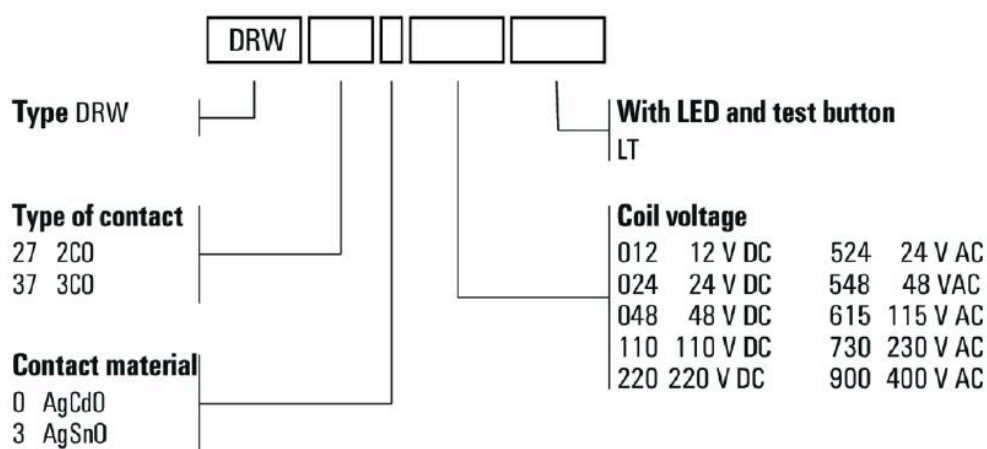 DRW
Type DRW
With LED and test button
LT
Type of contact
27 2CO
37 3CO
Coil voltage
012 12 V DC 524 24 V AC
024 24 V DC 548 48 VAC
048 48 V DC 615 115 V AC
110 110 V DC 730 230 V AC
220 220 V DC 900 400 V AC
Contact material
0 AgCdO
3 AgSnO